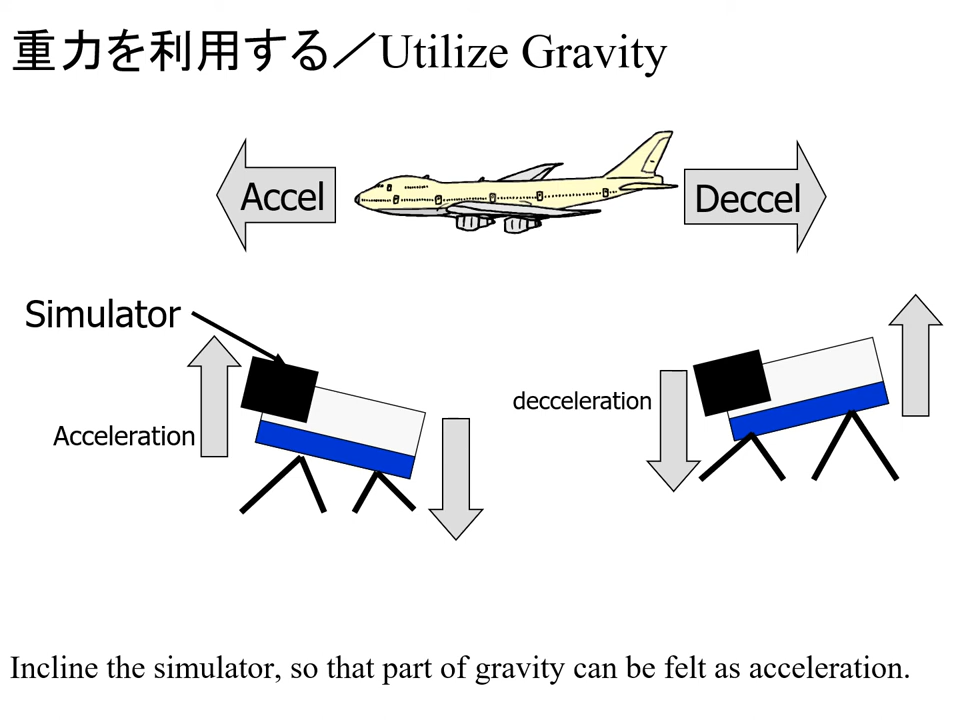 重力を利用する／Utilize Gravity
Accel
Deccel
Simulator
Acceleration
decceleration
Incline the simulator, so that part of gravity can be felt as acceleration.